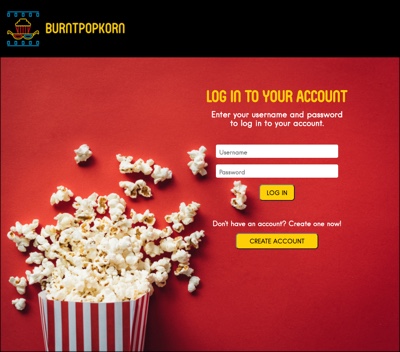 BURNTPOPKORN
LOG IN TO YOUR ACCOUNT
Enter your username and password
to log in to your account.
Username
Password
LOG IN
Don't have an account? Create one now!
CREATE ACCOUNT